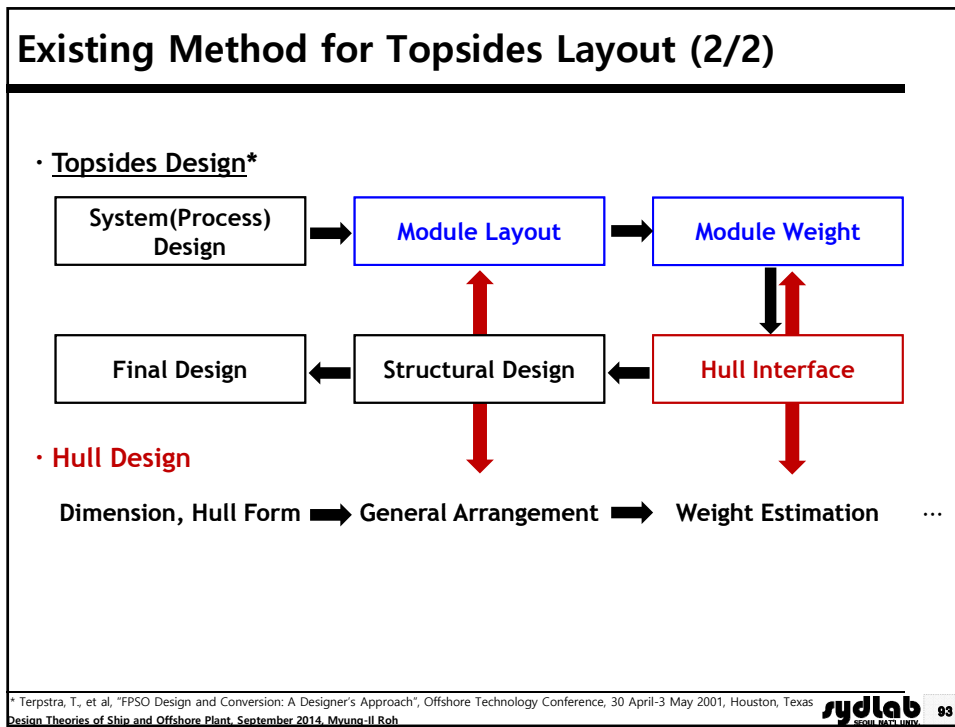 Existing Method for Topsides Layout (2/2)
· Topsides Design*
System(Process)
Design
Module Layout
Module Weight
Final Design
Structural Design
Hull Interface
· Hull Design
Dimension, Hull Form
General Arrangement
Weight Estimation
...
* Terpstra, T., et al, "FPSO Design and Conversion: A Designer's Approach", Offshore Technology Conference, 30 April-3 May 2001, Houston, Texas
Design Theories of Ship and Offshore Plant, September 2014, Myung-Il Roh
sydlab
SEOUL NAT'L UNIV.
93